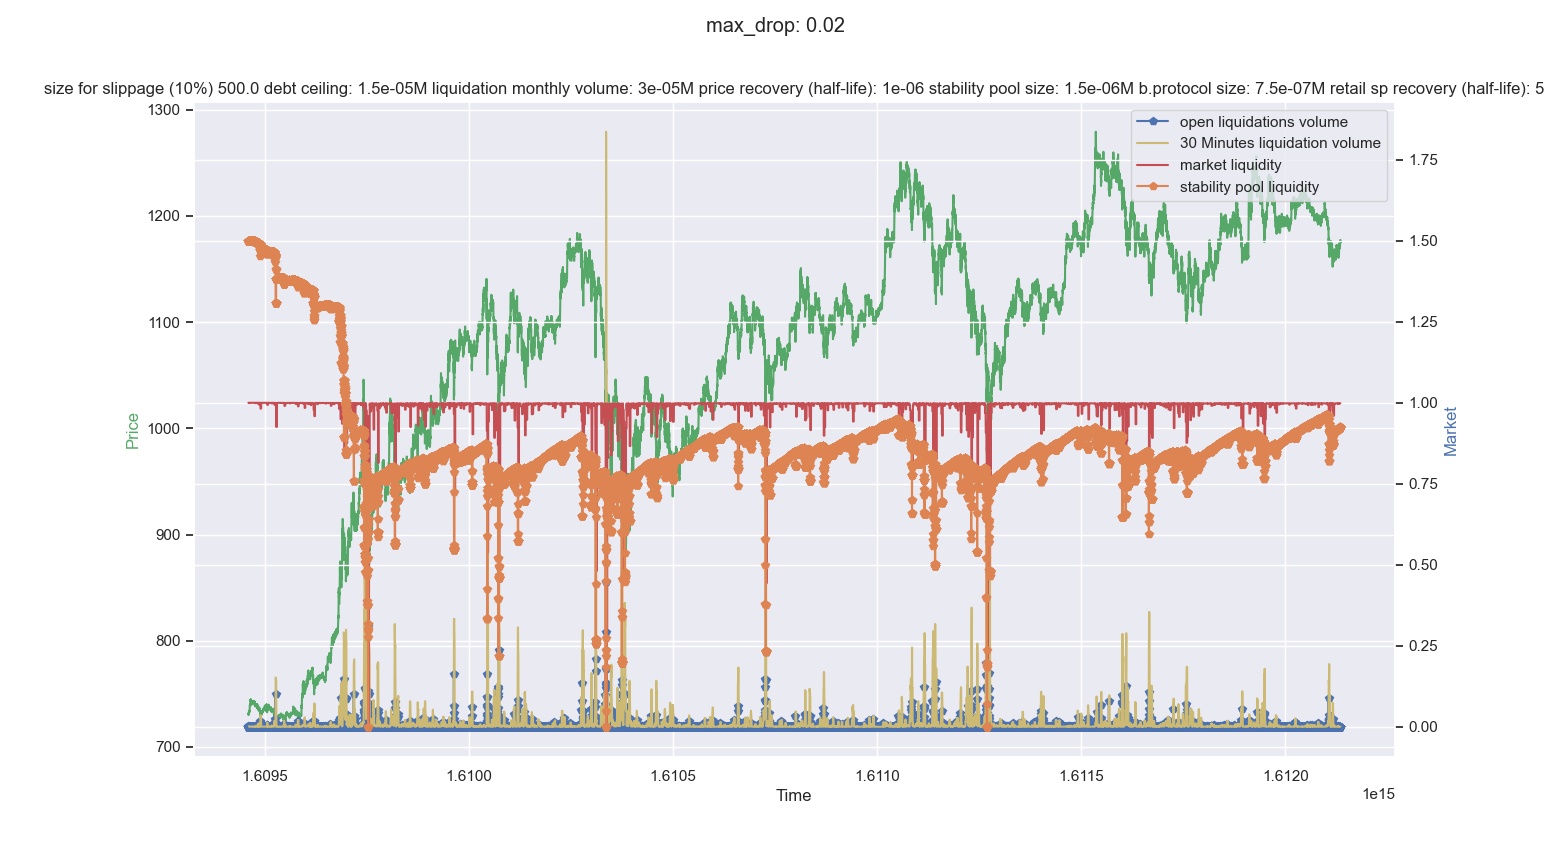 max_drop: 0.02
size for slippage (10%) 500.0 debt ceiling: 1.5e-05M liquidation monthly volume: 3e-05M price recovery (half-life): 1e-06 stability pool size: 1.5e-06M b.protocol size: 7.5e-07M retail sp recovery (half-life): 5
open liquidations volume
30 Minutes liquidation volume
market liquidity
stability pool liquidity
1300
1200
1100
1000
900
800
700
Price
1.75
1.50
1.25
1.00
0.75
0.50
0.25
0.00
Market
1.6095
1.6100
1.6105
1.6110
1.6115
1.6120
Time
1e15